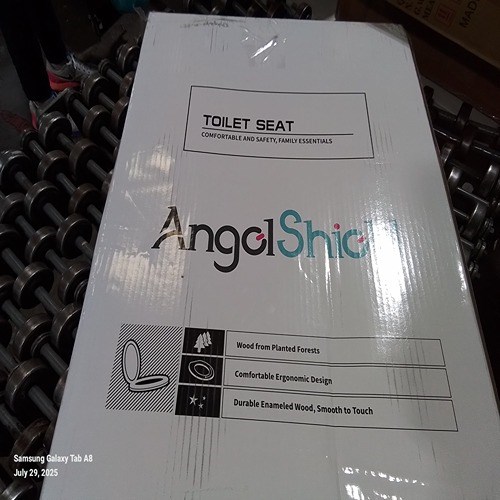 TOILET SEAT
COMFORTABLE AND SAFETY, FAMILY ESSENTIALS
AngolShield
Wood from Planted Forests
Comfortable Ergonomic Design
Durable Enameled Wood, Smooth to Touch
Samsung Galaxy Tab A8
July 29, 2025